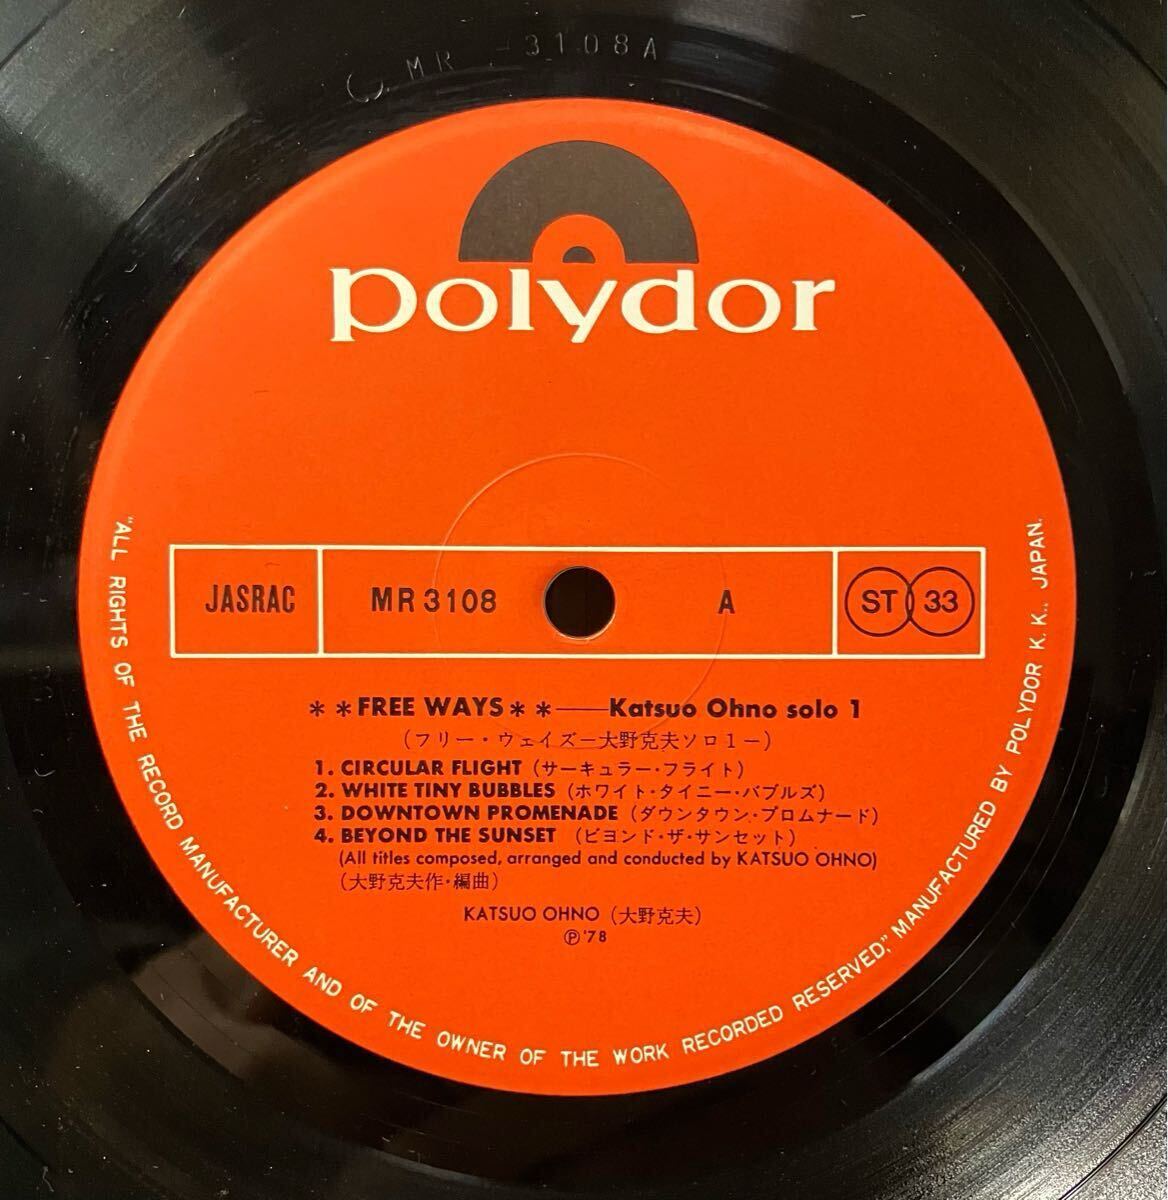 MR-3108A
polydor
JASRAC MR 3108 A ST 33
**FREE WAYS**——Katsuo Ohno solo 1
(フリー・ウェイズ－大野克夫ソロ1－)
1. CIRCULAR FLIGHT (サーキュラー・フライト)
2. WHITE TINY BUBBLES (ホワイト・タイニー・バブルズ)
3. DOWNTOWN PROMENADE (ダウンタウン・プロムナード)
4. BEYOND THE SUNSET (ビヨンド・ザ・サンセット)
(All titles composed, arranged and conducted by KATSUO OHNO)
(大野克夫作・編曲)
KATSUO OHNO (大野克夫)
℗'78
"ALL RIGHTS OF THE RECORD MANUFACTURER AND OF THE OWNER OF THE WORK RECORDED RESERVED," MANUFACTURED BY POLYDOR K. K., JAPAN.